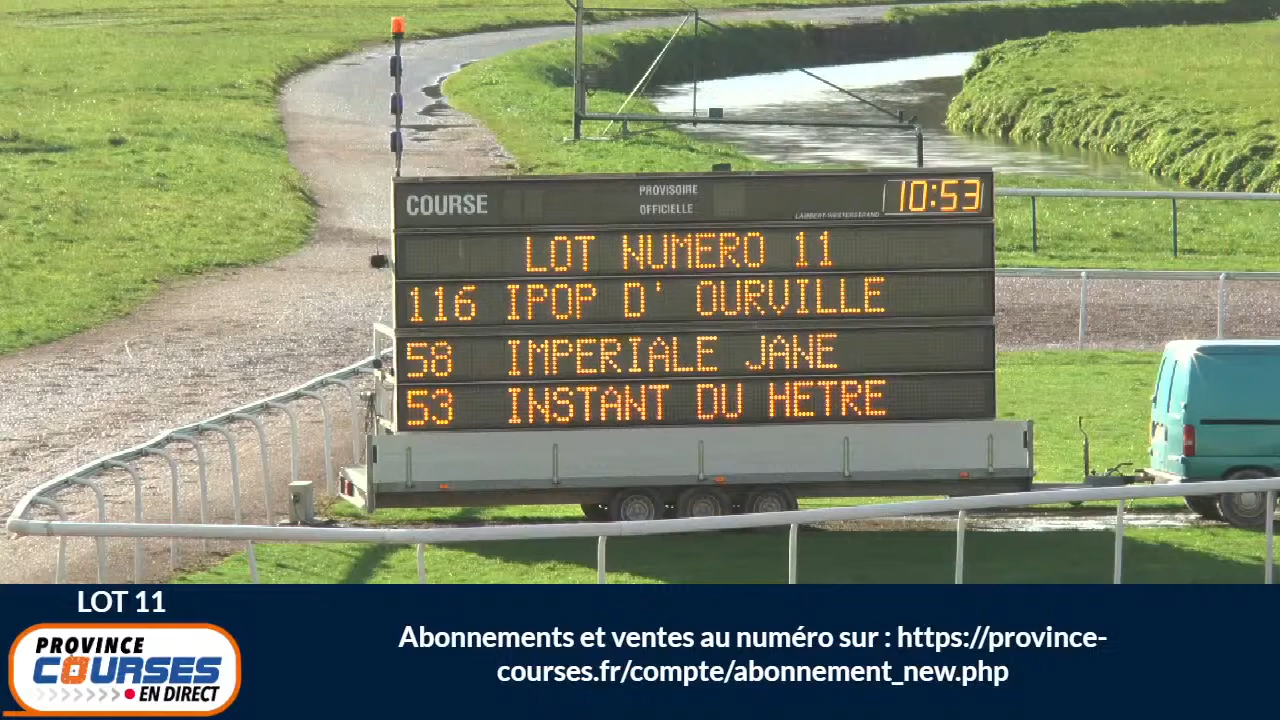 COURSE
PROVISOIRE
OFFICIELLE
10:53
LOT NUMERO 11
116 IPOP D' OURVILLE
58 IMPERIALE JANE
53 INSTANT DU HETRE
LOT 11
PROVINCE
COURSES
EN DIRECT
Abonnements et ventes au numéro sur : https://province-
courses.fr/compte/abonnement_new.php